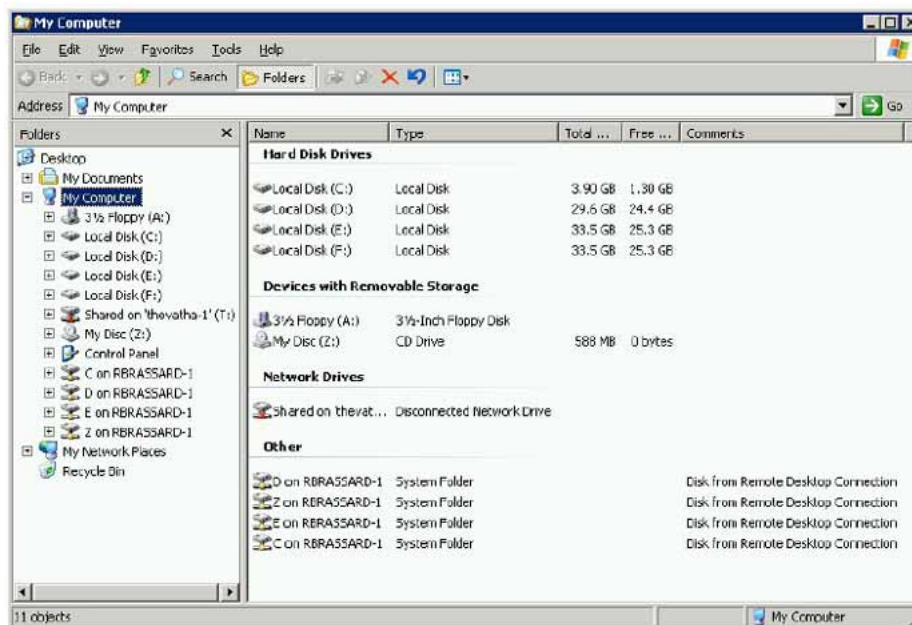 My Computer
File Edit View Favorites Tools Help
Back Search Folders
Address My Computer Go
Folders
Desktop
My Documents
My Computer
3½ Floppy (A:)
Local Disk (C:)
Local Disk (D:)
Local Disk (E:)
Local Disk (F:)
Shared on 'thevatha-1' (T:)
My Disc (Z:)
Control Panel
C on RBRASSARD-1
D on RBRASSARD-1
E on RBRASSARD-1
Z on RBRASSARD-1
My Network Places
Recycle Bin
Name Type Total ... Free ... Comments
Hard Disk Drives
Local Disk (C:) Local Disk 3.90 GB 1.30 GB
Local Disk (D:) Local Disk 29.6 GB 24.4 GB
Local Disk (E:) Local Disk 33.5 GB 25.3 GB
Local Disk (F:) Local Disk 33.5 GB 25.3 GB
Devices with Removable Storage
3½ Floppy (A:) 3½-Inch Floppy Disk
My Disc (Z:) CD Drive 588 MB 0 bytes
Network Drives
Shared on 'thevat... Disconnected Network Drive
Other
D on RBRASSARD-1 System Folder Disk from Remote Desktop Connection
Z on RBRASSARD-1 System Folder Disk from Remote Desktop Connection
E on RBRASSARD-1 System Folder Disk from Remote Desktop Connection
C on RBRASSARD-1 System Folder Disk from Remote Desktop Connection
11 objects My Computer